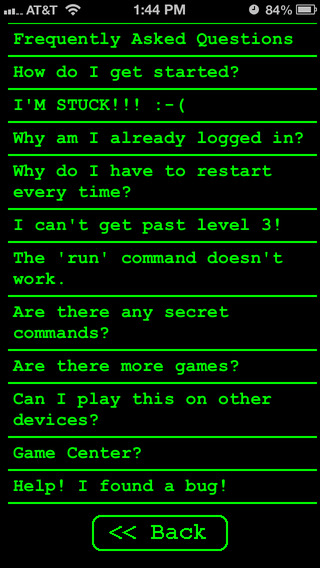 AT&T 1:44 PM 84%
Frequently Asked Questions
How do I get started?
I'M STUCK!!! :-(
Why am I already logged in?
Why do I have to restart
every time?
I can't get past level 3!
The 'run' command doesn't
work.
Are there any secret
commands?
Are there more games?
Can I play this on other
devices?
Game Center?
Help! I found a bug!
<< Back